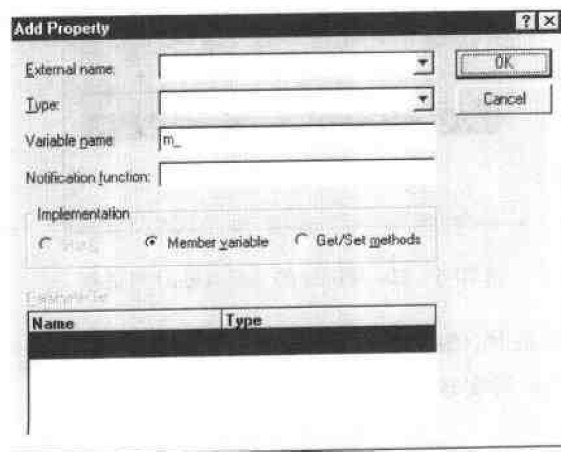 Add Property
External name:
OK
Type:
Cancel
Variable name:
m_
Notification function:
Implementation
Member variable
Get/Set methods
Name
Type